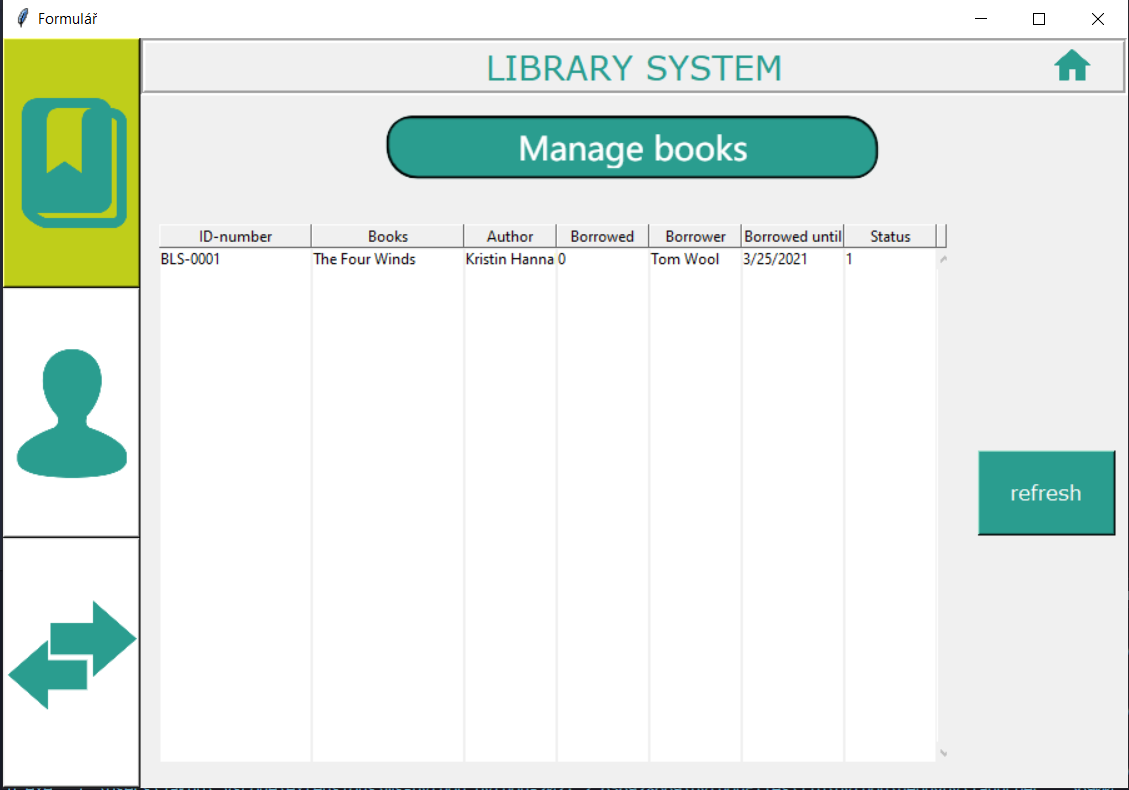 Formulář
LIBRARY SYSTEM
Manage books
ID-number Books Author Borrowed Borrower Borrowed until Status
BLS-0001 The Four Winds Kristin Hanna 0 Tom Wool 3/25/2021 1
refresh